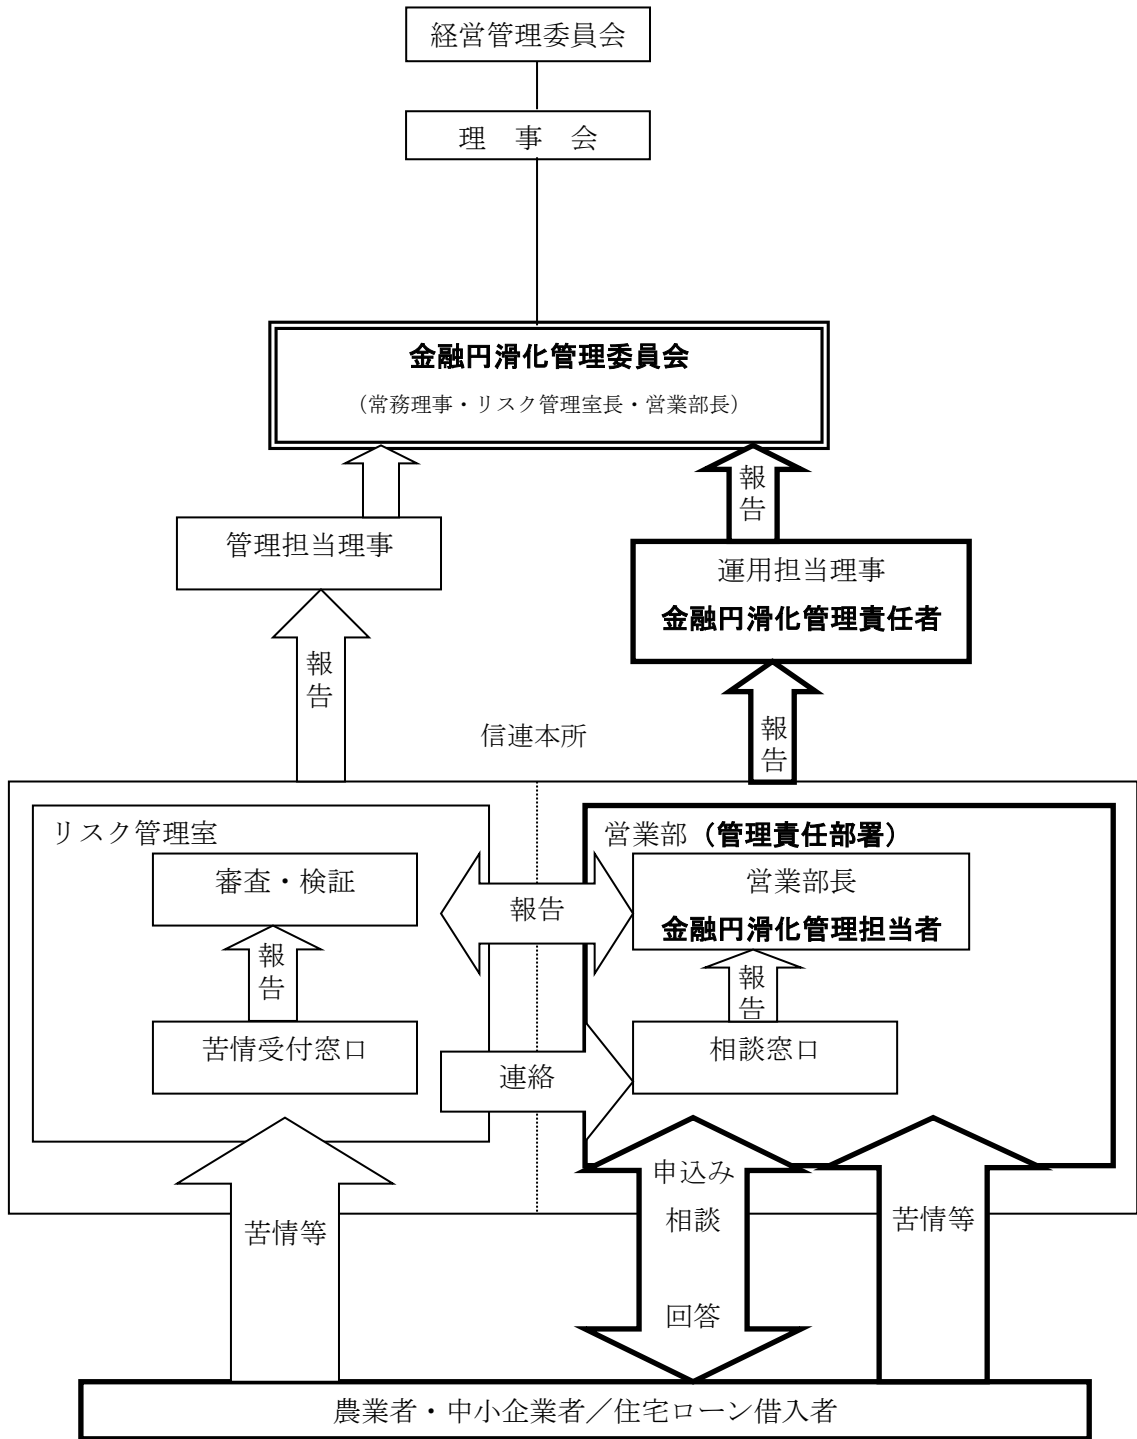 経営管理委員会
理　事　会
金融円滑化管理委員会
（常務理事・リスク管理室長・営業部長）
報告
管理担当理事
運用担当理事
金融円滑化管理責任者
報告
報告
信連本所
リスク管理室
営業部（管理責任部署）
審査・検証
営業部長
報告
金融円滑化管理担当者
報告
報告
苦情受付窓口
連絡
相談窓口
苦情等
申込み
相談
回答
苦情等
農業者・中小企業者／住宅ローン借入者